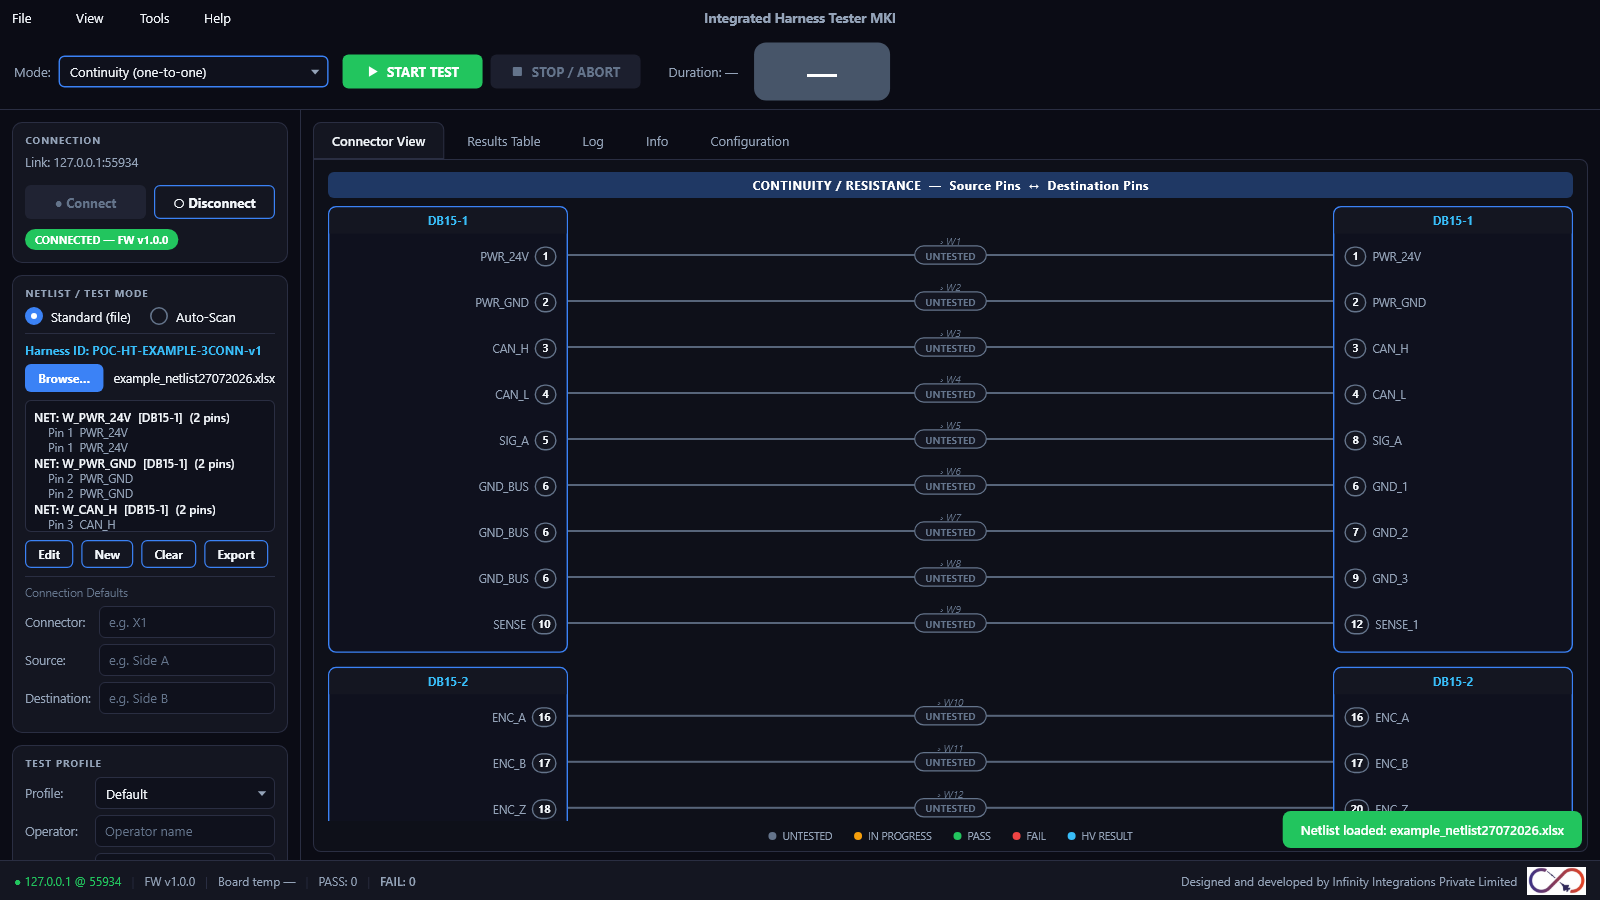 File View Tools Help
Integrated Harness Tester MKI
Mode: Continuity (one-to-one) START TEST STOP / ABORT Duration: — —
CONNECTION
Link: 127.0.0.1:55934
Connect Disconnect
CONNECTED — FW v1.0.0
NETLIST / TEST MODE
Standard (file) Auto-Scan
Harness ID: POC-HT-EXAMPLE-3CONN-v1
Browse... example_netlist27072026.xlsx
NET: W_PWR_24V [DB15-1] (2 pins)
Pin 1 PWR_24V
Pin 1 PWR_24V
NET: W_PWR_GND [DB15-1] (2 pins)
Pin 2 PWR_GND
Pin 2 PWR_GND
NET: W_CAN_H [DB15-1] (2 pins)
Pin 3 CAN_H
Edit New Clear Export
Connection Defaults
Connector: e.g. X1
Source: e.g. Side A
Destination: e.g. Side B
TEST PROFILE
Profile: Default
Operator: Operator name
Connector View Results Table Log Info Configuration
CONTINUITY / RESISTANCE — Source Pins ↔ Destination Pins
DB15-1 DB15-1
W1
PWR_24V 1 UNTESTED 1 PWR_24V
W2
PWR_GND 2 UNTESTED 2 PWR_GND
W3
CAN_H 3 UNTESTED 3 CAN_H
W4
CAN_L 4 UNTESTED 4 CAN_L
W5
SIG_A 5 UNTESTED 8 SIG_A
W6
GND_BUS 6 UNTESTED 6 GND_1
W7
GND_BUS 6 UNTESTED 7 GND_2
W8
GND_BUS 6 UNTESTED 9 GND_3
W9
SENSE 10 UNTESTED 12 SENSE_1
DB15-2 DB15-2
W10
ENC_A 16 UNTESTED 16 ENC_A
W11
ENC_B 17 UNTESTED 17 ENC_B
W12
ENC_Z 18 UNTESTED 20 ENC_Z
UNTESTED IN PROGRESS PASS FAIL HV RESULT
Netlist loaded: example_netlist27072026.xlsx
127.0.0.1 @ 55934 FW v1.0.0 Board temp — PASS: 0 FAIL: 0
Designed and developed by Infinity Integrations Private Limited